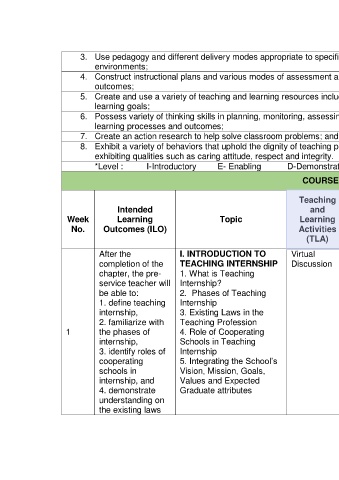 3. Use pedagogy and different delivery modes appropriate to specifi
environments;
4. Construct instructional plans and various modes of assessment a
outcomes;
5. Create and use a variety of teaching and learning resources inclu
learning goals;
6. Possess variety of thinking skills in planning, monitoring, assessin
learning processes and outcomes;
7. Create an action research to help solve classroom problems; and
8. Exhibit a variety of behaviors that uphold the dignity of teaching p
exhibiting qualities such as caring attitude, respect and integrity.
*Level : I-Introductory E- Enabling D-Demonstrat
COURSE
Week
No.
Intended
Learning
Outcomes (ILO)
Topic
Teaching
and
Learning
Activities
(TLA)
1
After the
completion of the
chapter, the pre-
service teacher will
be able to:
1. define teaching
internship,
2. familiarize with
the phases of
internship,
3. identify roles of
cooperating
schools in
internship, and
4. demonstrate
understanding on
the existing laws
I. INTRODUCTION TO
TEACHING INTERNSHIP
1. What is Teaching
Internship?
2. Phases of Teaching
Internship
3. Existing Laws in the
Teaching Profession
4. Role of Cooperating
Schools in Teaching
Internship
5. Integrating the School's
Vision, Mission, Goals,
Values and Expected
Graduate attributes
Virtual
Discussion